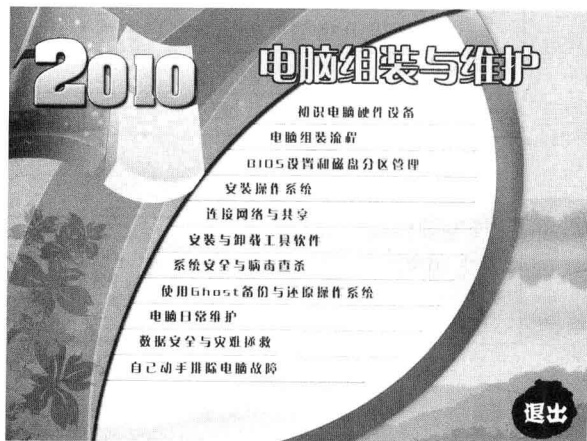 2010
电脑组装与维护
初识电脑硬件设备
电脑组装流程
BIOS设置和磁盘分区管理
安装操作系统
连接网络与共享
安装与卸载工具软件
系统安全与病毒查杀
使用Ghost备份与还原操作系统
电脑日常维护
数据安全与灾难拯救
自己动手排除电脑故障
退出